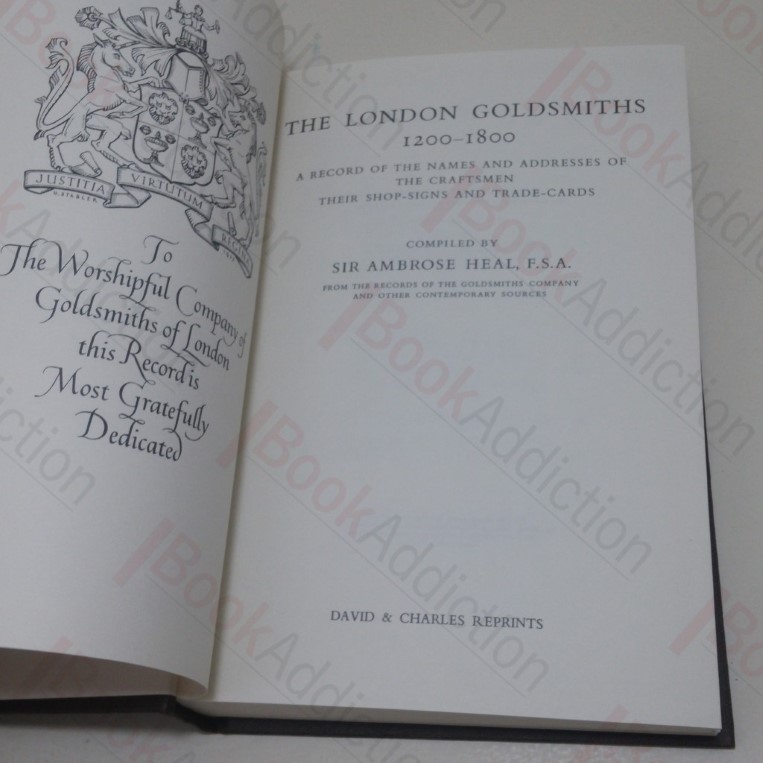 JUSTITIA
VIRTUTUM
REGINA
To
The Worshipful Company of
Goldsmiths of London
this Record is
Most Gratefully
Dedicated
THE LONDON GOLDSMITHS
1200–1800
A RECORD OF THE NAMES AND ADDRESSES OF
THE CRAFTSMEN
THEIR SHOP-SIGNS AND TRADE-CARDS
COMPILED BY
SIR AMBROSE HEAL, F.S.A.
FROM THE RECORDS OF THE GOLDSMITHS COMPANY
AND OTHER CONTEMPORARY SOURCES
DAVID & CHARLES REPRINTS
BookAddiction